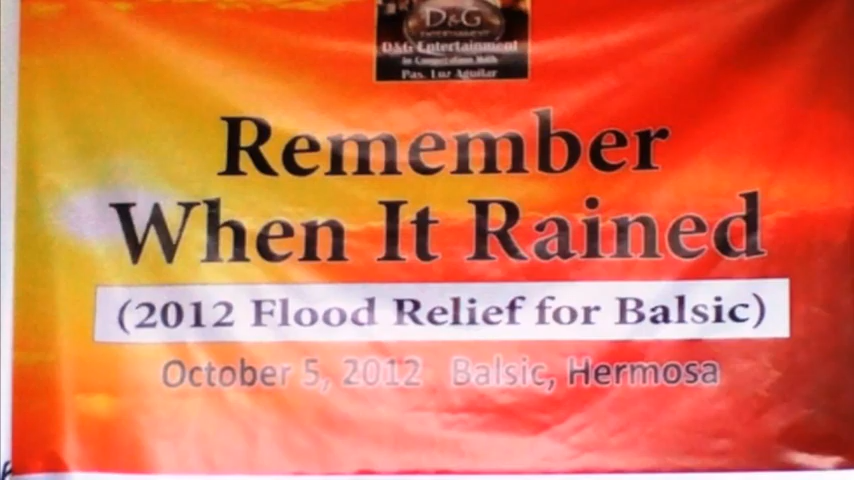 D&G
D&G Entertainment
in Cooperation With
Pas. Luz Aguilar
Remember
When It Rained
(2012 Flood Relief for Balsic)
October 5, 2012 Balsic, Hermosa